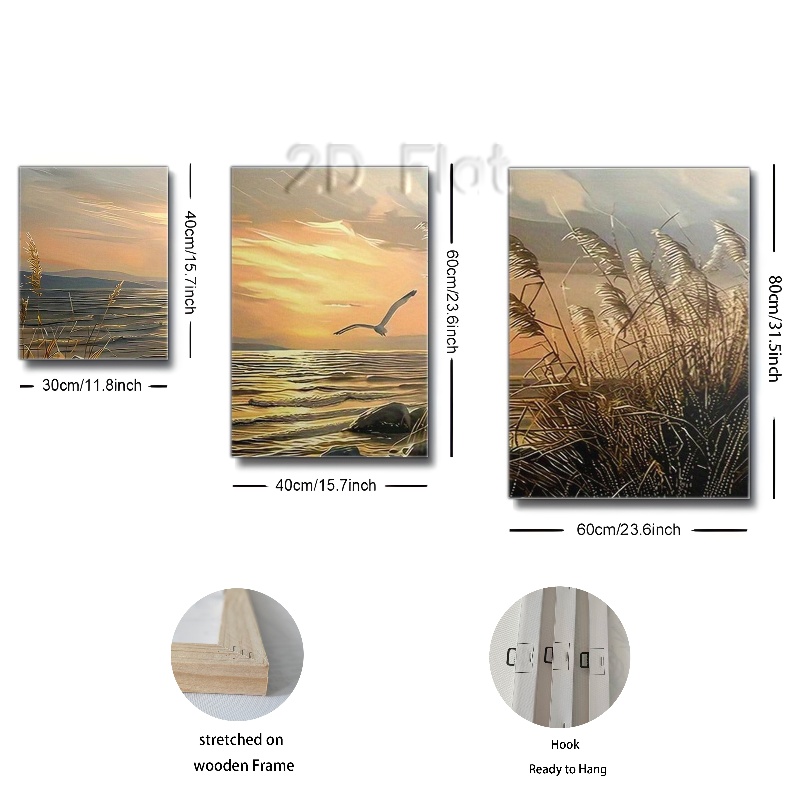 2D Flat
40cm/15.7inch
30cm/11.8inch
60cm/23.6inch
40cm/15.7inch
80cm/31.5inch
60cm/23.6inch
stretched on
wooden Frame
Hook
Ready to Hang